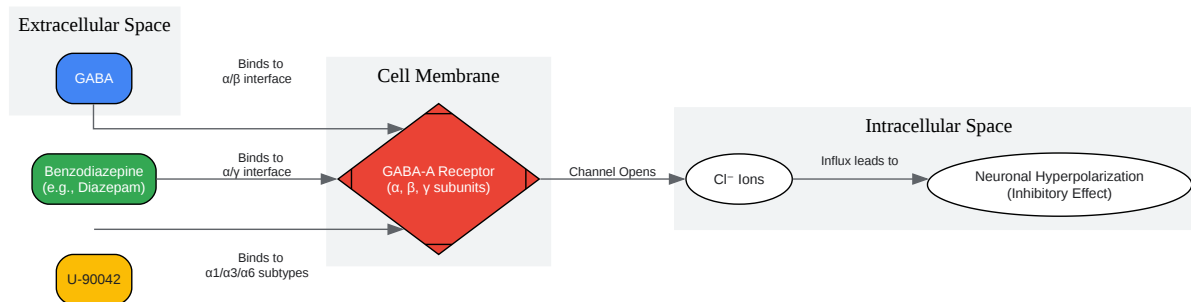 Extracellular Space
GABA
Binds to
α/β interface
Cell Membrane
Benzodiazepine
(e.g., Diazepam)
Binds to
α/γ interface
GABA-A Receptor
(α, β, γ subunits)
Channel Opens
Intracellular Space
Cl⁻ Ions
Influx leads to
Neuronal Hyperpolarization
(Inhibitory Effect)
U-90042
Binds to
α1/α3/α6 subtypes